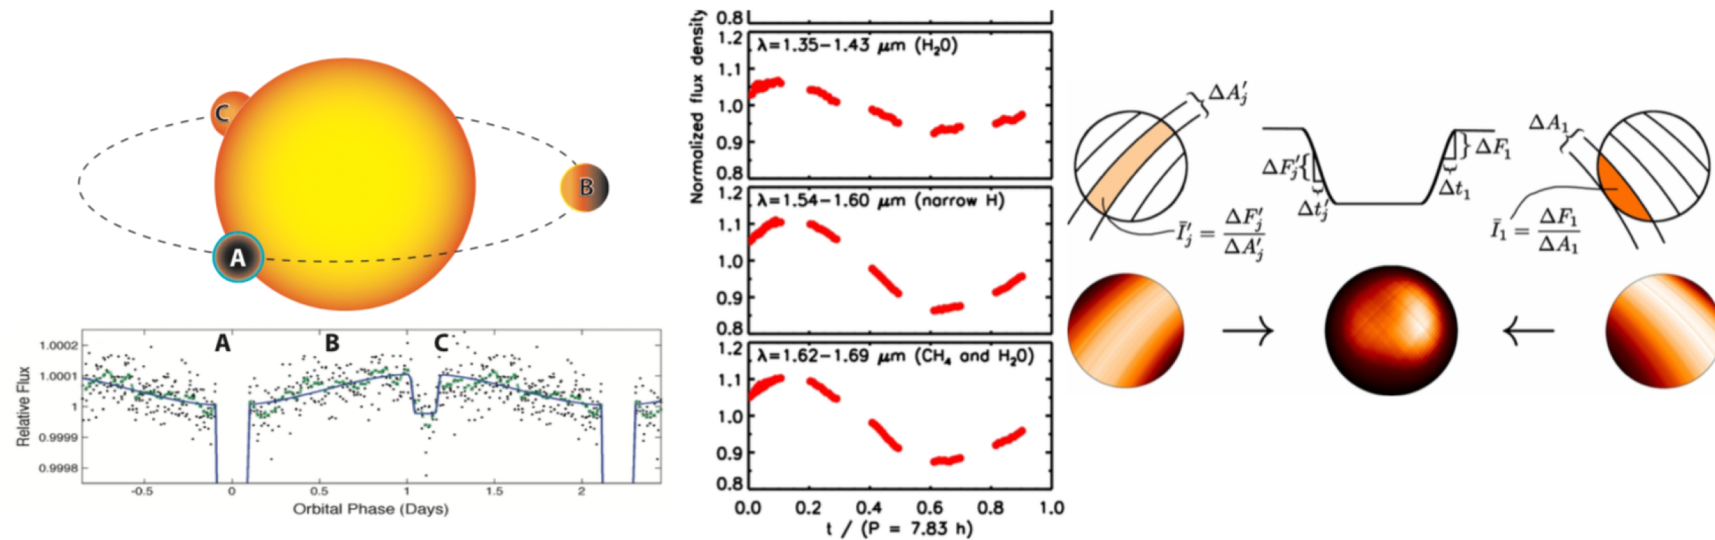 C
B
A
A B C
1.0002
1.0001
1
0.9999
0.9998
Relative Flux
-0.5 0 0.5 1 1.5 2
Orbital Phase (Days)
Normalized flux density
0.8
1.2
λ=1.35−1.43 μm (H₂O)
1.1
1.0
0.9
0.8
1.2
λ=1.54−1.60 μm (narrow H)
1.1
1.0
0.9
0.8
1.2
λ=1.62−1.69 μm (CH₄ and H₂O)
1.1
1.0
0.9
0.8
0.0 0.2 0.4 0.6 0.8 1.0
t / (P = 7.83 h)
ΔA′ⱼ
Ī′ⱼ = ΔF′ⱼ / ΔA′ⱼ
ΔF′ⱼ
Δt′ⱼ
ΔF₁
Δt₁
ΔA₁
Ī₁ = ΔF₁ / ΔA₁